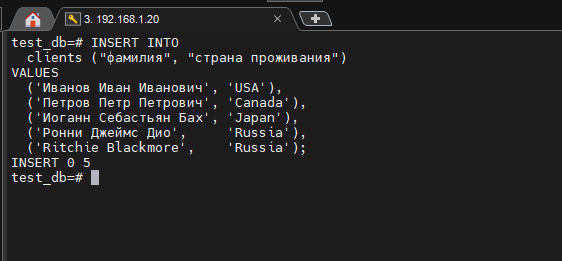 3. 192.168.1.20
test_db=# INSERT INTO
  clients ("фамилия", "страна проживания")
VALUES
  ('Иванов Иван Иванович', 'USA'),
  ('Петров Петр Петрович', 'Canada'),
  ('Иоганн Себастьян Бах', 'Japan'),
  ('Ронни Джеймс Дио',     'Russia'),
  ('Ritchie Blackmore',    'Russia');
INSERT 0 5
test_db=#